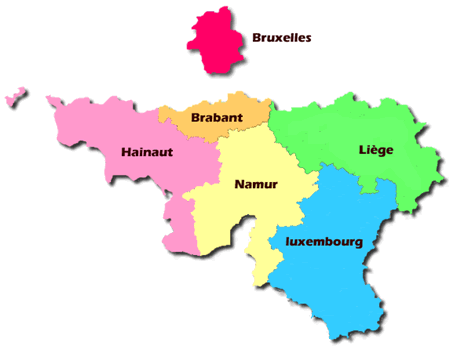 Bruxelles
Brabant
Hainaut
Liège
Namur
luxembourg